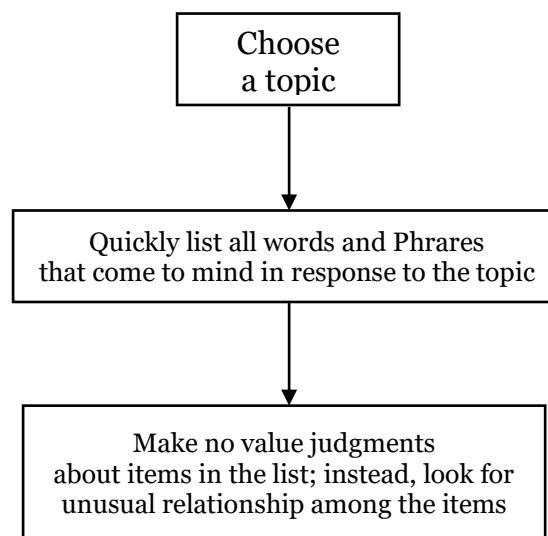 Choose
a topic
Quickly list all words and Phrares
that come to mind in response to the topic
Make no value judgments
about items in the list; instead, look for
unusual relationship among the items